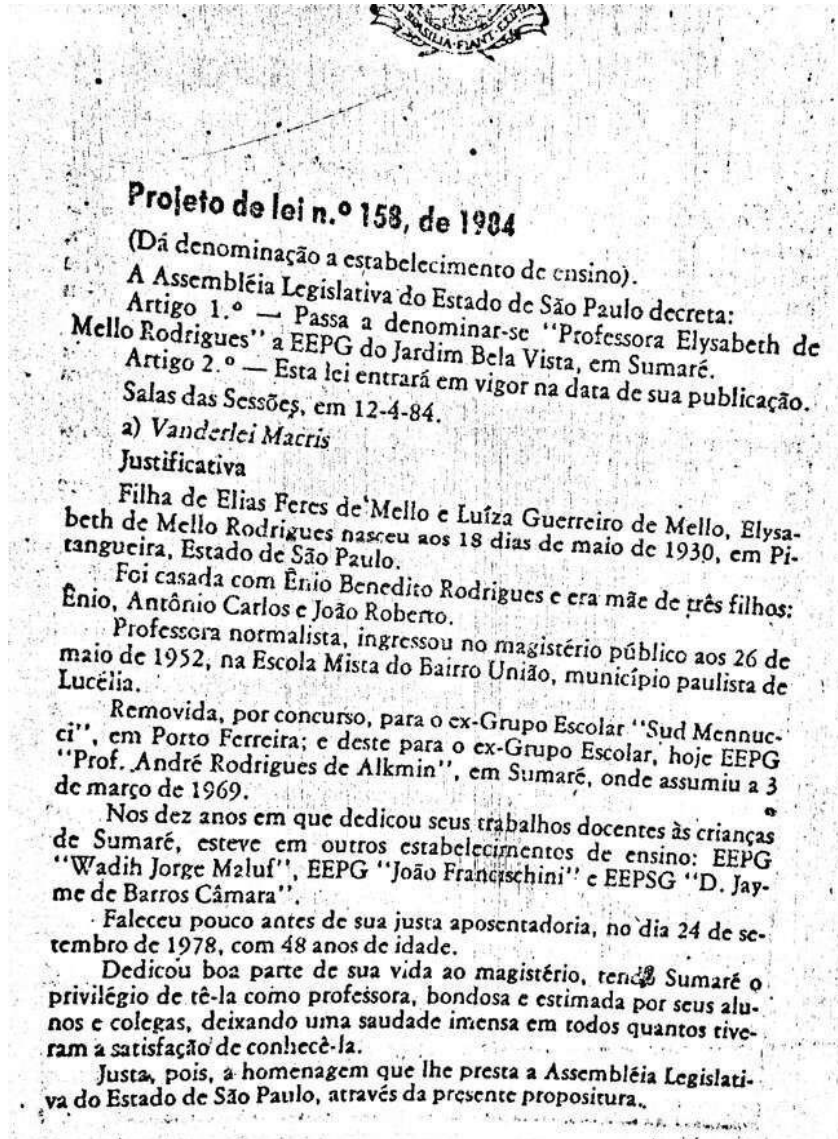 BRASILIA·FIANT·EXIMIA
Projeto de lei n.º 158, de 1984
(Dá denominação a estabelecimento de ensino).
A Assembléia Legislativa do Estado de São Paulo decreta:
Artigo 1.º — Passa a denominar-se "Professora Elysabeth de
Mello Rodrigues" a EEPG do Jardim Bela Vista, em Sumaré.
Artigo 2.º — Esta lei entrará em vigor na data de sua publicação.
Salas das Sessões, em 12-4-84.
a) Vanderlei Macris
Justificativa
Filha de Elias Feres de Mello e Luíza Guerreiro de Mello, Elysa-
beth de Mello Rodrigues nasceu aos 18 dias de maio de 1930, em Pi-
tangueira, Estado de São Paulo.
Foi casada com Ênio Benedito Rodrigues e era mãe de três filhos:
Ênio, Antônio Carlos e João Roberto.
Professora normalista, ingressou no magistério público aos 26 de
maio de 1952, na Escola Mista do Bairro União, município paulista de
Lucélia.
Removida, por concurso, para o ex-Grupo Escolar "Sud Mennuc-
ci", em Porto Ferreira; e deste para o ex-Grupo Escolar, hoje EEPG
"Prof. André Rodrigues de Alkmin", em Sumaré, onde assumiu a 3
de março de 1969.
Nos dez anos em que dedicou seus trabalhos docentes às crianças
de Sumaré, esteve em outros estabelecimentos de ensino: EEPG
"Wadih Jorge Maluf", EEPG "João Franceschini" e EEPSG "D. Jay-
me de Barros Câmara".
Faleceu pouco antes de sua justa aposentadoria, no dia 24 de se-
tembro de 1978, com 48 anos de idade.
Dedicou boa parte de sua vida ao magistério, tendo Sumaré o
privilégio de tê-la como professora, bondosa e estimada por seus alu-
nos e colegas, deixando uma saudade imensa em todos quantos tive-
ram a satisfação de conhecê-la.
Justa, pois, a homenagem que lhe presta a Assembléia Legislati-
va do Estado de São Paulo, através da presente propositura.